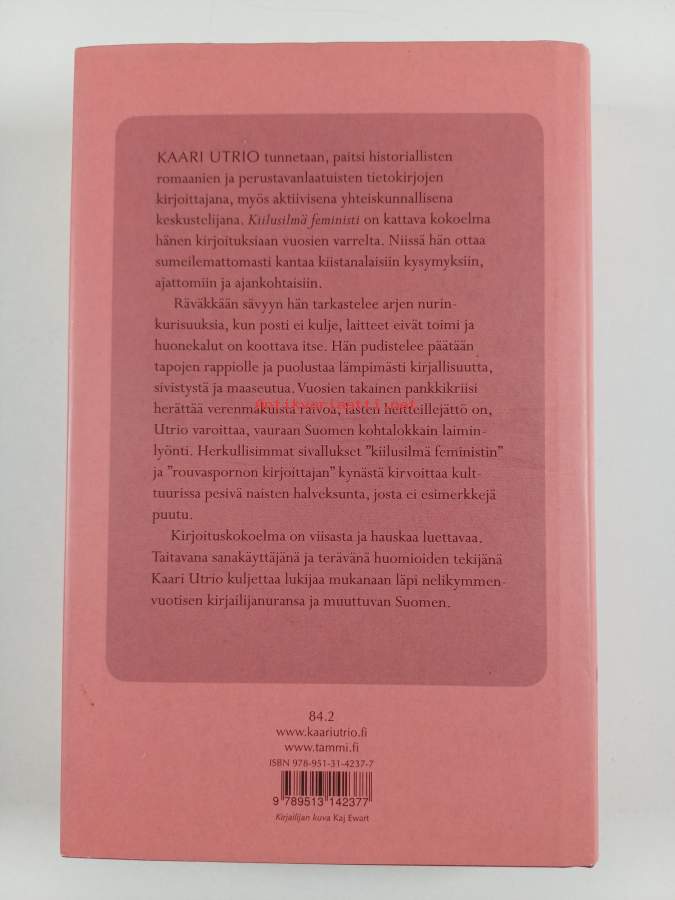 KAARI UTRIO tunnetaan, paitsi historiallisten
romaanien ja perustavanlaatuisten tietokirjojen
kirjoittajana, myös aktiivisena yhteiskunnallisena
keskustelijana. Kiilusilmä feministi on kattava kokoelma
hänen kirjoituksiaan vuosien varrelta. Niissä hän ottaa
sumeilemattomasti kantaa kiistanalaisiin kysymyksiin,
ajattomiin ja ajankohtaisiin.
Räväkkään sävyyn hän tarkastelee arjen nurin-
kurisuuksia, kun posti ei kulje, laitteet eivät toimi ja
huonekalut on koottava itse. Hän pudistelee päätään
tapojen rappiolle ja puolustaa lämpimästi kirjallisuutta,
sivistystä ja maaseutua. Vuosien takainen pankkikriisi
antikvariaatti.net
herättää verenmakuista raivoa, lasten heitteillejättö on,
Utrio varoittaa, vauraan Suomen kohtalokkain laimin-
lyönti. Herkullisimmat sivallukset ”kiilusilmä feministin”
ja ”rouvaspornon kirjoittajan” kynästä kirvoittaa kult-
tuurissa pesivä naisten halveksunta, josta ei esimerkkejä
puutu.
Kirjoituskokoelma on viisasta ja hauskaa luettavaa.
Taitavana sanakäyttäjänä ja terävänä huomioiden tekijänä
Kaari Utrio kuljettaa lukijaa mukanaan läpi nelikymmen-
vuotisen kirjailijanuransa ja muuttuvan Suomen.
84.2
www.kaariutrio.fi
www.tammi.fi
ISBN 978-951-31-4237-7
9 789513 142377
Kirjailijan kuva Kaj Ewart